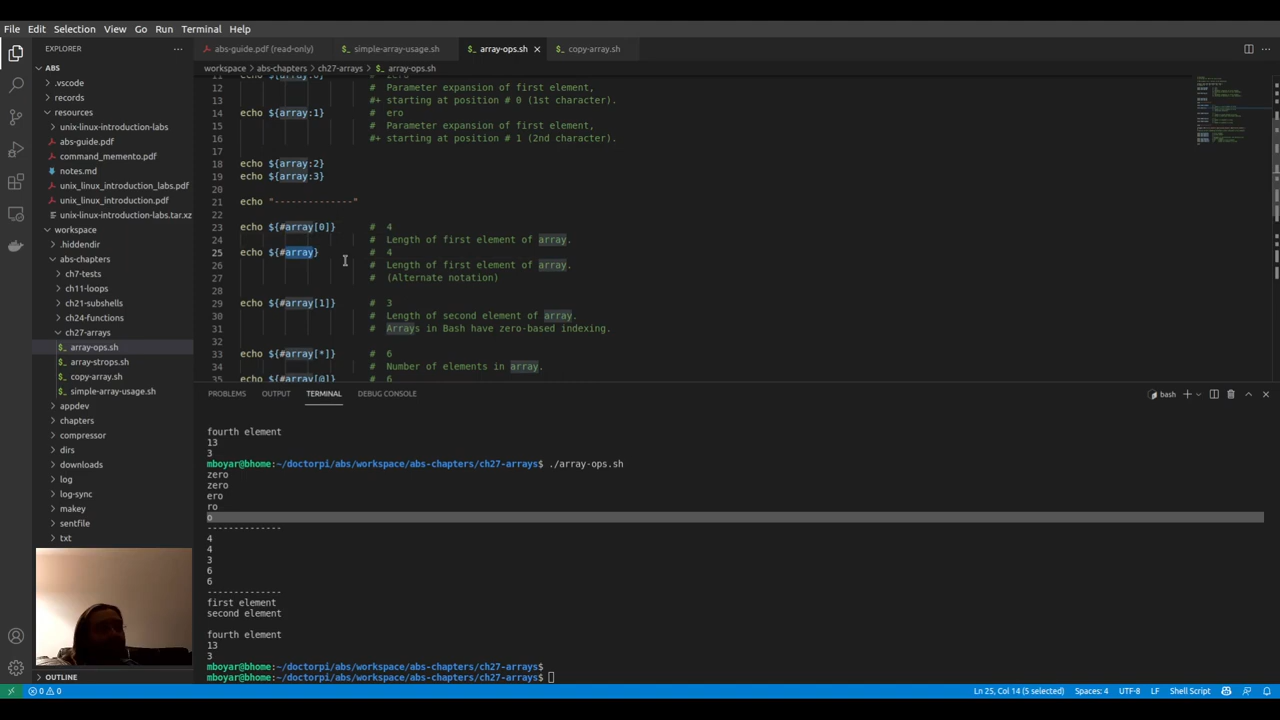 File Edit Selection View Go Run Terminal Help
EXPLORER
abs-guide.pdf (read-only)
simple-array-usage.sh
array-ops.sh
copy-array.sh
workspace > abs-chapters > ch27-arrays > array-ops.sh
ABS
.vscode
records
resources
unix-linux-introduction-labs
abs-guide.pdf
command_memento.pdf
notes.md
unix_linux_introduction_labs.pdf
unix_linux_introduction.pdf
unix-linux-introduction-labs.tar.xz
workspace
.hiddendir
abs-chapters
ch7-tests
ch11-loops
ch21-subshells
ch24-functions
ch27-arrays
array-ops.sh
array-strops.sh
copy-array.sh
simple-array-usage.sh
appdev
chapters
compressor
dirs
downloads
log
log-sync
makey
sentfile
txt
OUTLINE
11 echo ${array:0} # zero
12 # Parameter expansion of first element,
13 #+ starting at position # 0 (1st character).
14 echo ${array:1} # ero
15 # Parameter expansion of first element,
16 #+ starting at position # 1 (2nd character).
17
18 echo ${array:2}
19 echo ${array:3}
20
21 echo "--------------"
22
23 echo ${#array[0]} # 4
24 # Length of first element of array.
25 echo ${#array} # 4
26 # Length of first element of array.
27 # (Alternate notation)
28
29 echo ${#array[1]} # 3
30 # Length of second element of array.
31 # Arrays in Bash have zero-based indexing.
32
33 echo ${#array[*]} # 6
34 # Number of elements in array.
35 echo ${#array[@]} # 6
PROBLEMS OUTPUT TERMINAL DEBUG CONSOLE
bash
fourth element
13
3
mboyar@bhome:~/doctorpi/abs/workspace/abs-chapters/ch27-arrays$ ./array-ops.sh
zero
zero
ero
ro
o
--------------
4
4
3
6
6
--------------
first element
second element
fourth element
13
3
mboyar@bhome:~/doctorpi/abs/workspace/abs-chapters/ch27-arrays$
mboyar@bhome:~/doctorpi/abs/workspace/abs-chapters/ch27-arrays$
0 0
Ln 25, Col 14 (5 selected) Spaces: 4 UTF-8 LF Shell Script